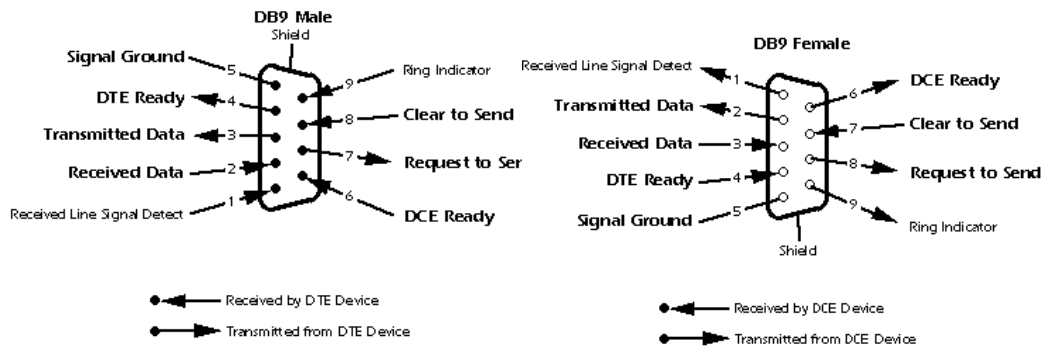 DB9 Male
Shield
Signal Ground
5
9
Ring Indicator
DTE Ready
4
8
Clear to Send
Transmitted Data
3
7
Request to Ser
Received Data
2
6
DCE Ready
Received Line Signal Detect
1
Received by DTE Device
Transmitted from DTE Device
DB9 Female
Received Line Signal Detect
1
6
DCE Ready
Transmitted Data
2
7
Clear to Send
Received Data
3
8
Request to Send
DTE Ready
4
9
Ring Indicator
Signal Ground
5
Shield
Received by DCE Device
Transmitted from DCE Device